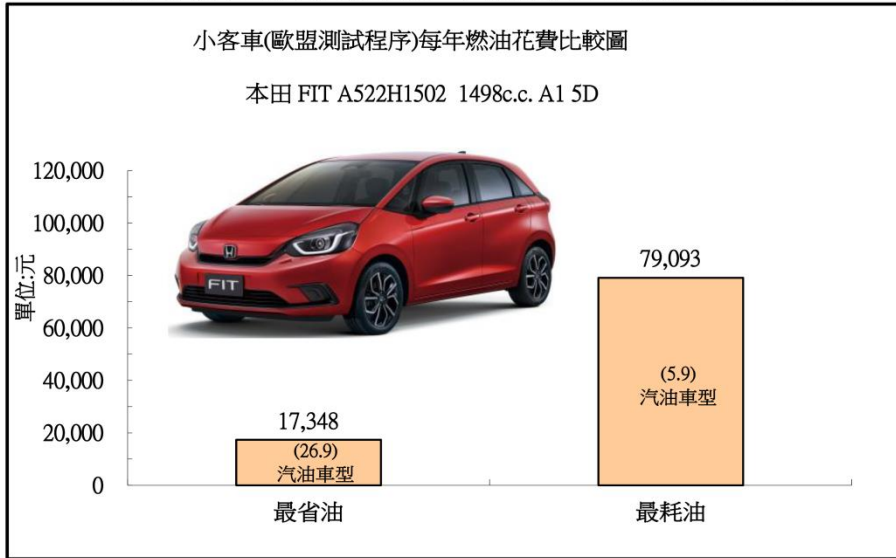 小客車(歐盟測試程序)每年燃油花費比較圖
本田 FIT A522H1502 1498c.c. A1 5D
單位:元
120,000
100,000
80,000
60,000
40,000
20,000
0
FIT
17,348
(26.9)
汽油車型
79,093
(5.9)
汽油車型
最省油
最耗油